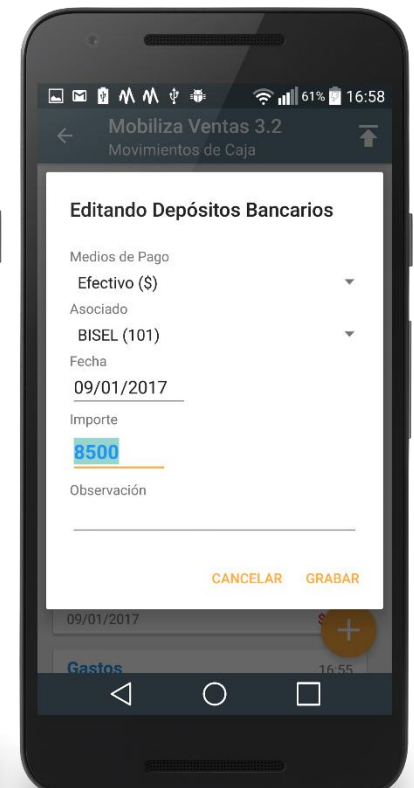 61% 16:58
Mobiliza Ventas 3.2
Movimientos de Caja
Editando Depósitos Bancarios
Medios de Pago
Efectivo ($)
Asociado
BISEL (101)
Fecha
09/01/2017
Importe
8500
Observación
CANCELAR GRABAR
09/01/2017
Gastos 16:55